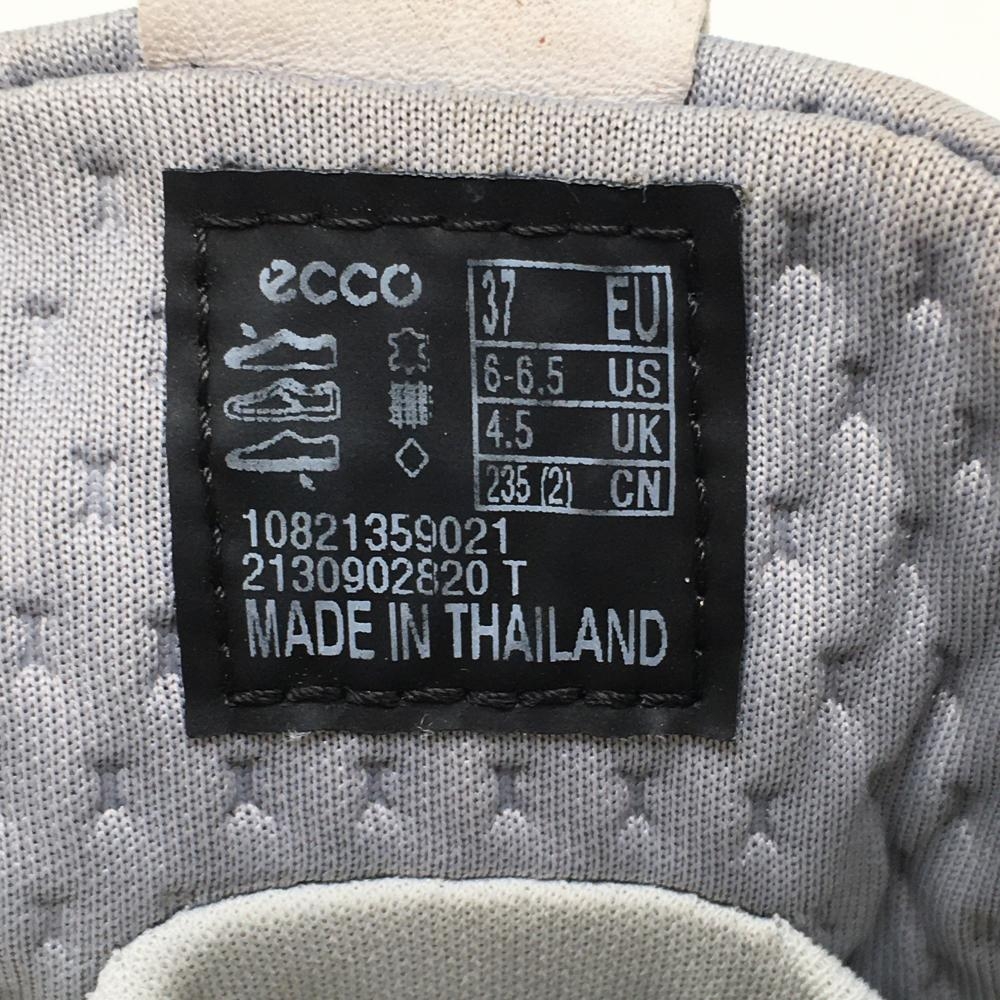 ecco
37 EU
6-6.5 US
4.5 UK
235 (2) CN
10821359021
2130902820 T
MADE IN THAILAND